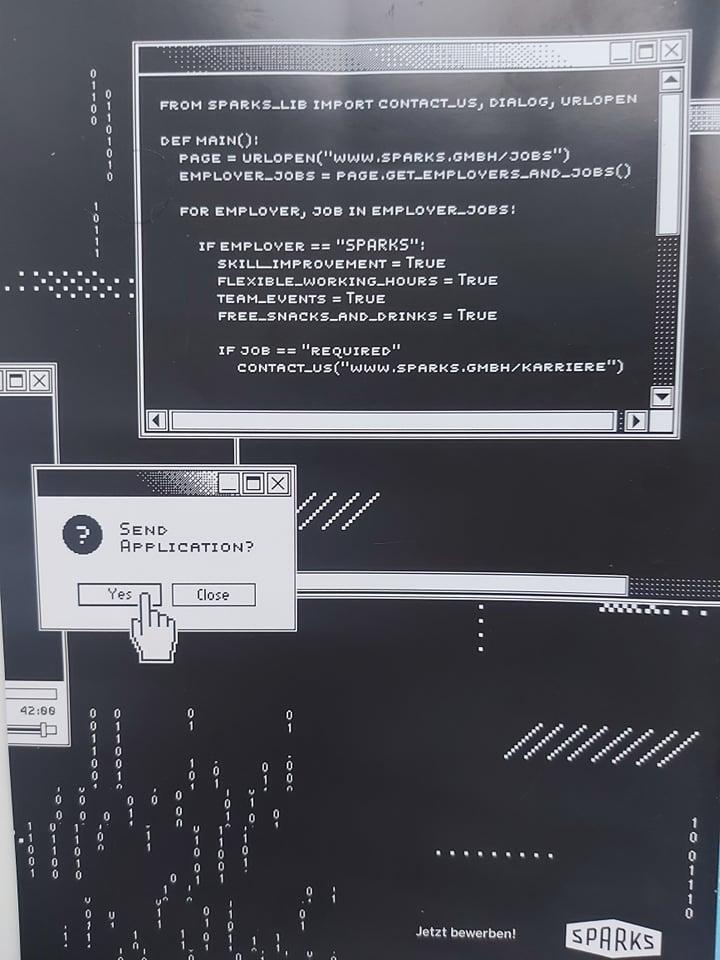 FROM SPARKS_LIB IMPORT CONTACT_US, DIALOG, URLOPEN
DEF MAIN():
PAGE = URLOPEN("WWW.SPARKS.GMBH/JOBS")
EMPLOYER_JOBS = PAGE.GET_EMPLOYERS_AND_JOBS()
FOR EMPLOYER, JOB IN EMPLOYER_JOBS:
IF EMPLOYER == "SPARKS":
SKILL_IMPROVEMENT = TRUE
FLEXIBLE_WORKING_HOURS = TRUE
TEAM_EVENTS = TRUE
FREE_SNACKS_AND_DRINKS = TRUE
IF JOB == "REQUIRED"
CONTACT_US("WWW.SPARKS.GMBH/KARRIERE")
?
SEND
APPLICATION?
Yes
Close
42:00
Jetzt bewerben!
SPARKS